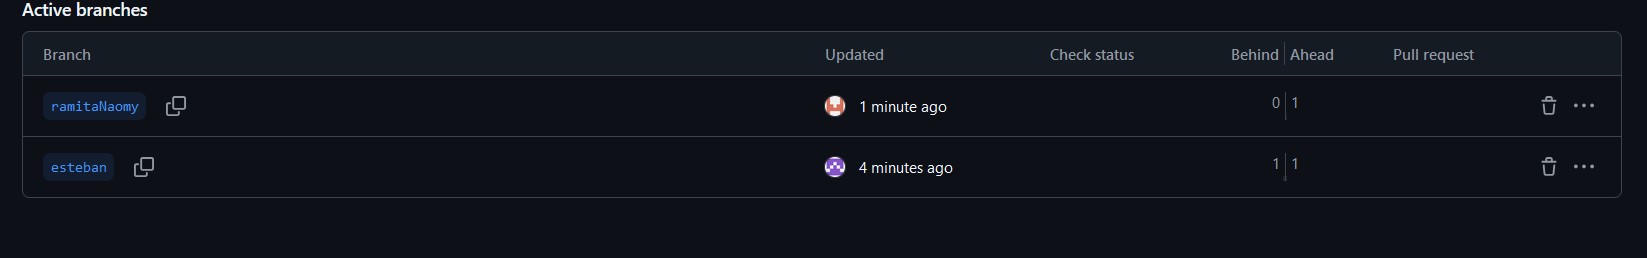 Active branches
Branch Updated Check status Behind Ahead Pull request
ramitaNaomy 1 minute ago 0 1
esteban 4 minutes ago 1 1